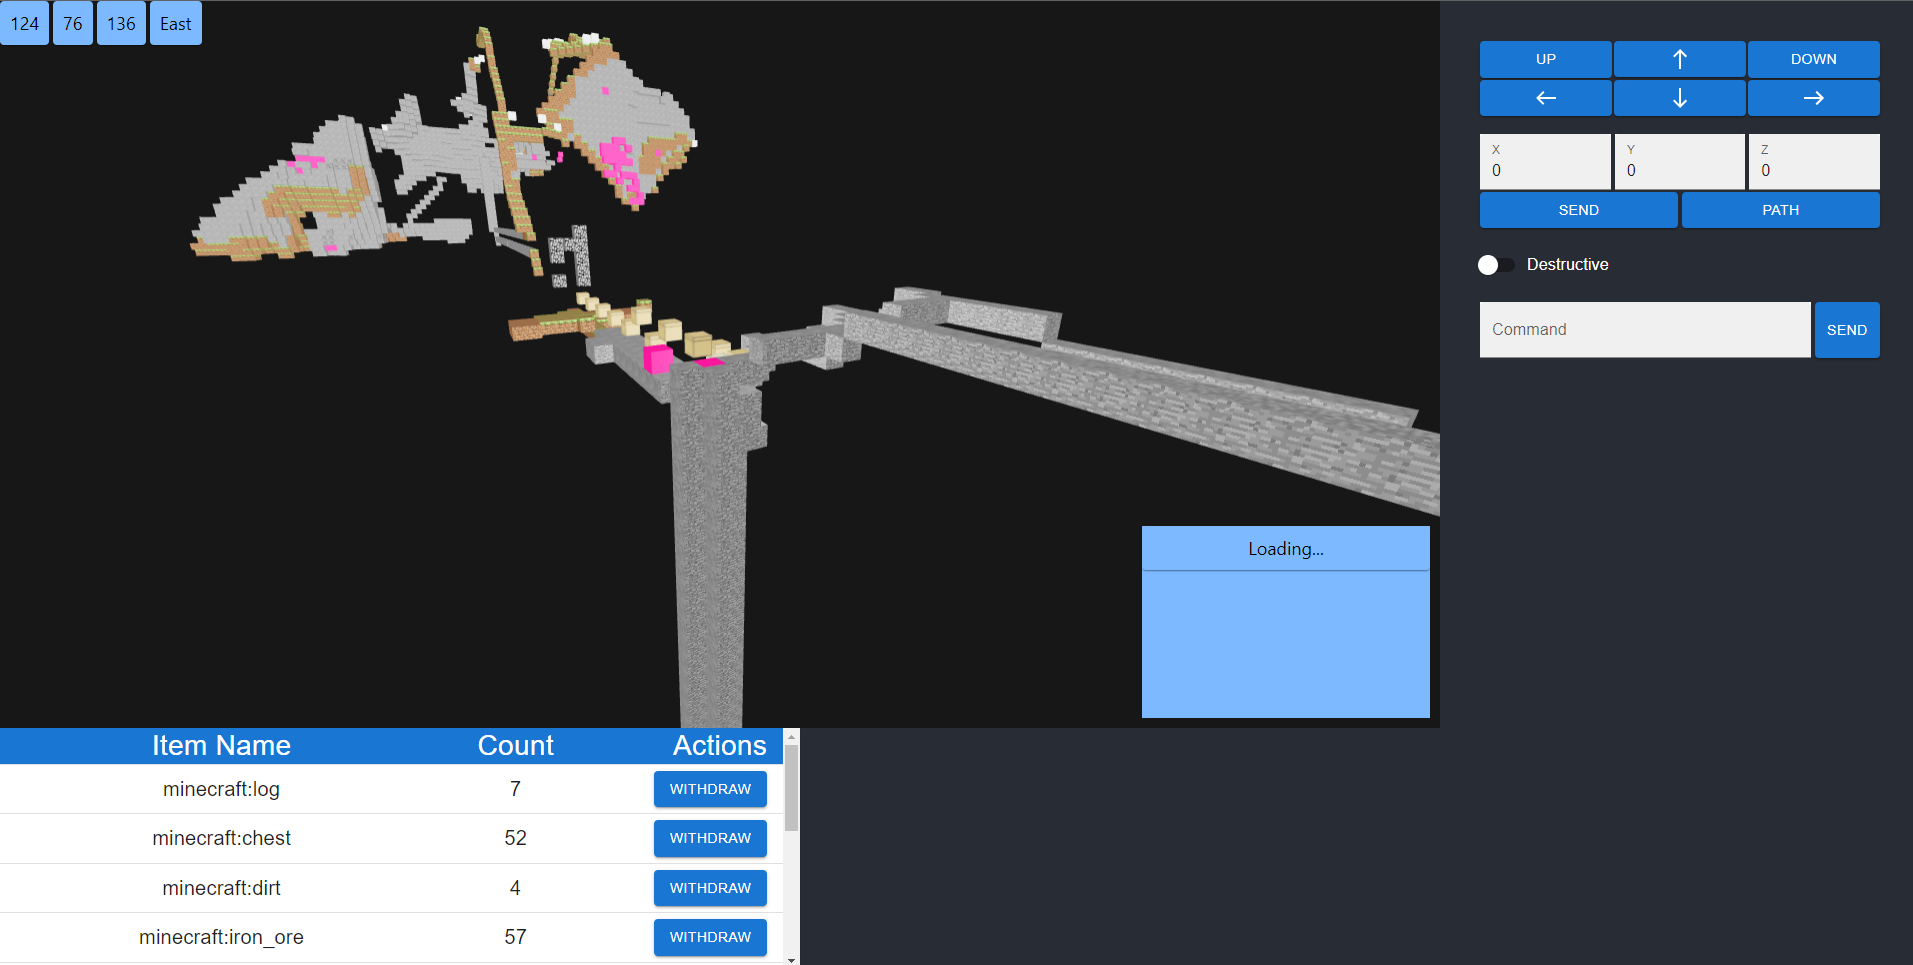 124 76 136 East
UP DOWN
X Y Z
0 0 0
SEND PATH
Destructive
Command SEND
Loading...
Item Name Count Actions
minecraft:log 7 WITHDRAW
minecraft:chest 52 WITHDRAW
minecraft:dirt 4 WITHDRAW
minecraft:iron_ore 57 WITHDRAW